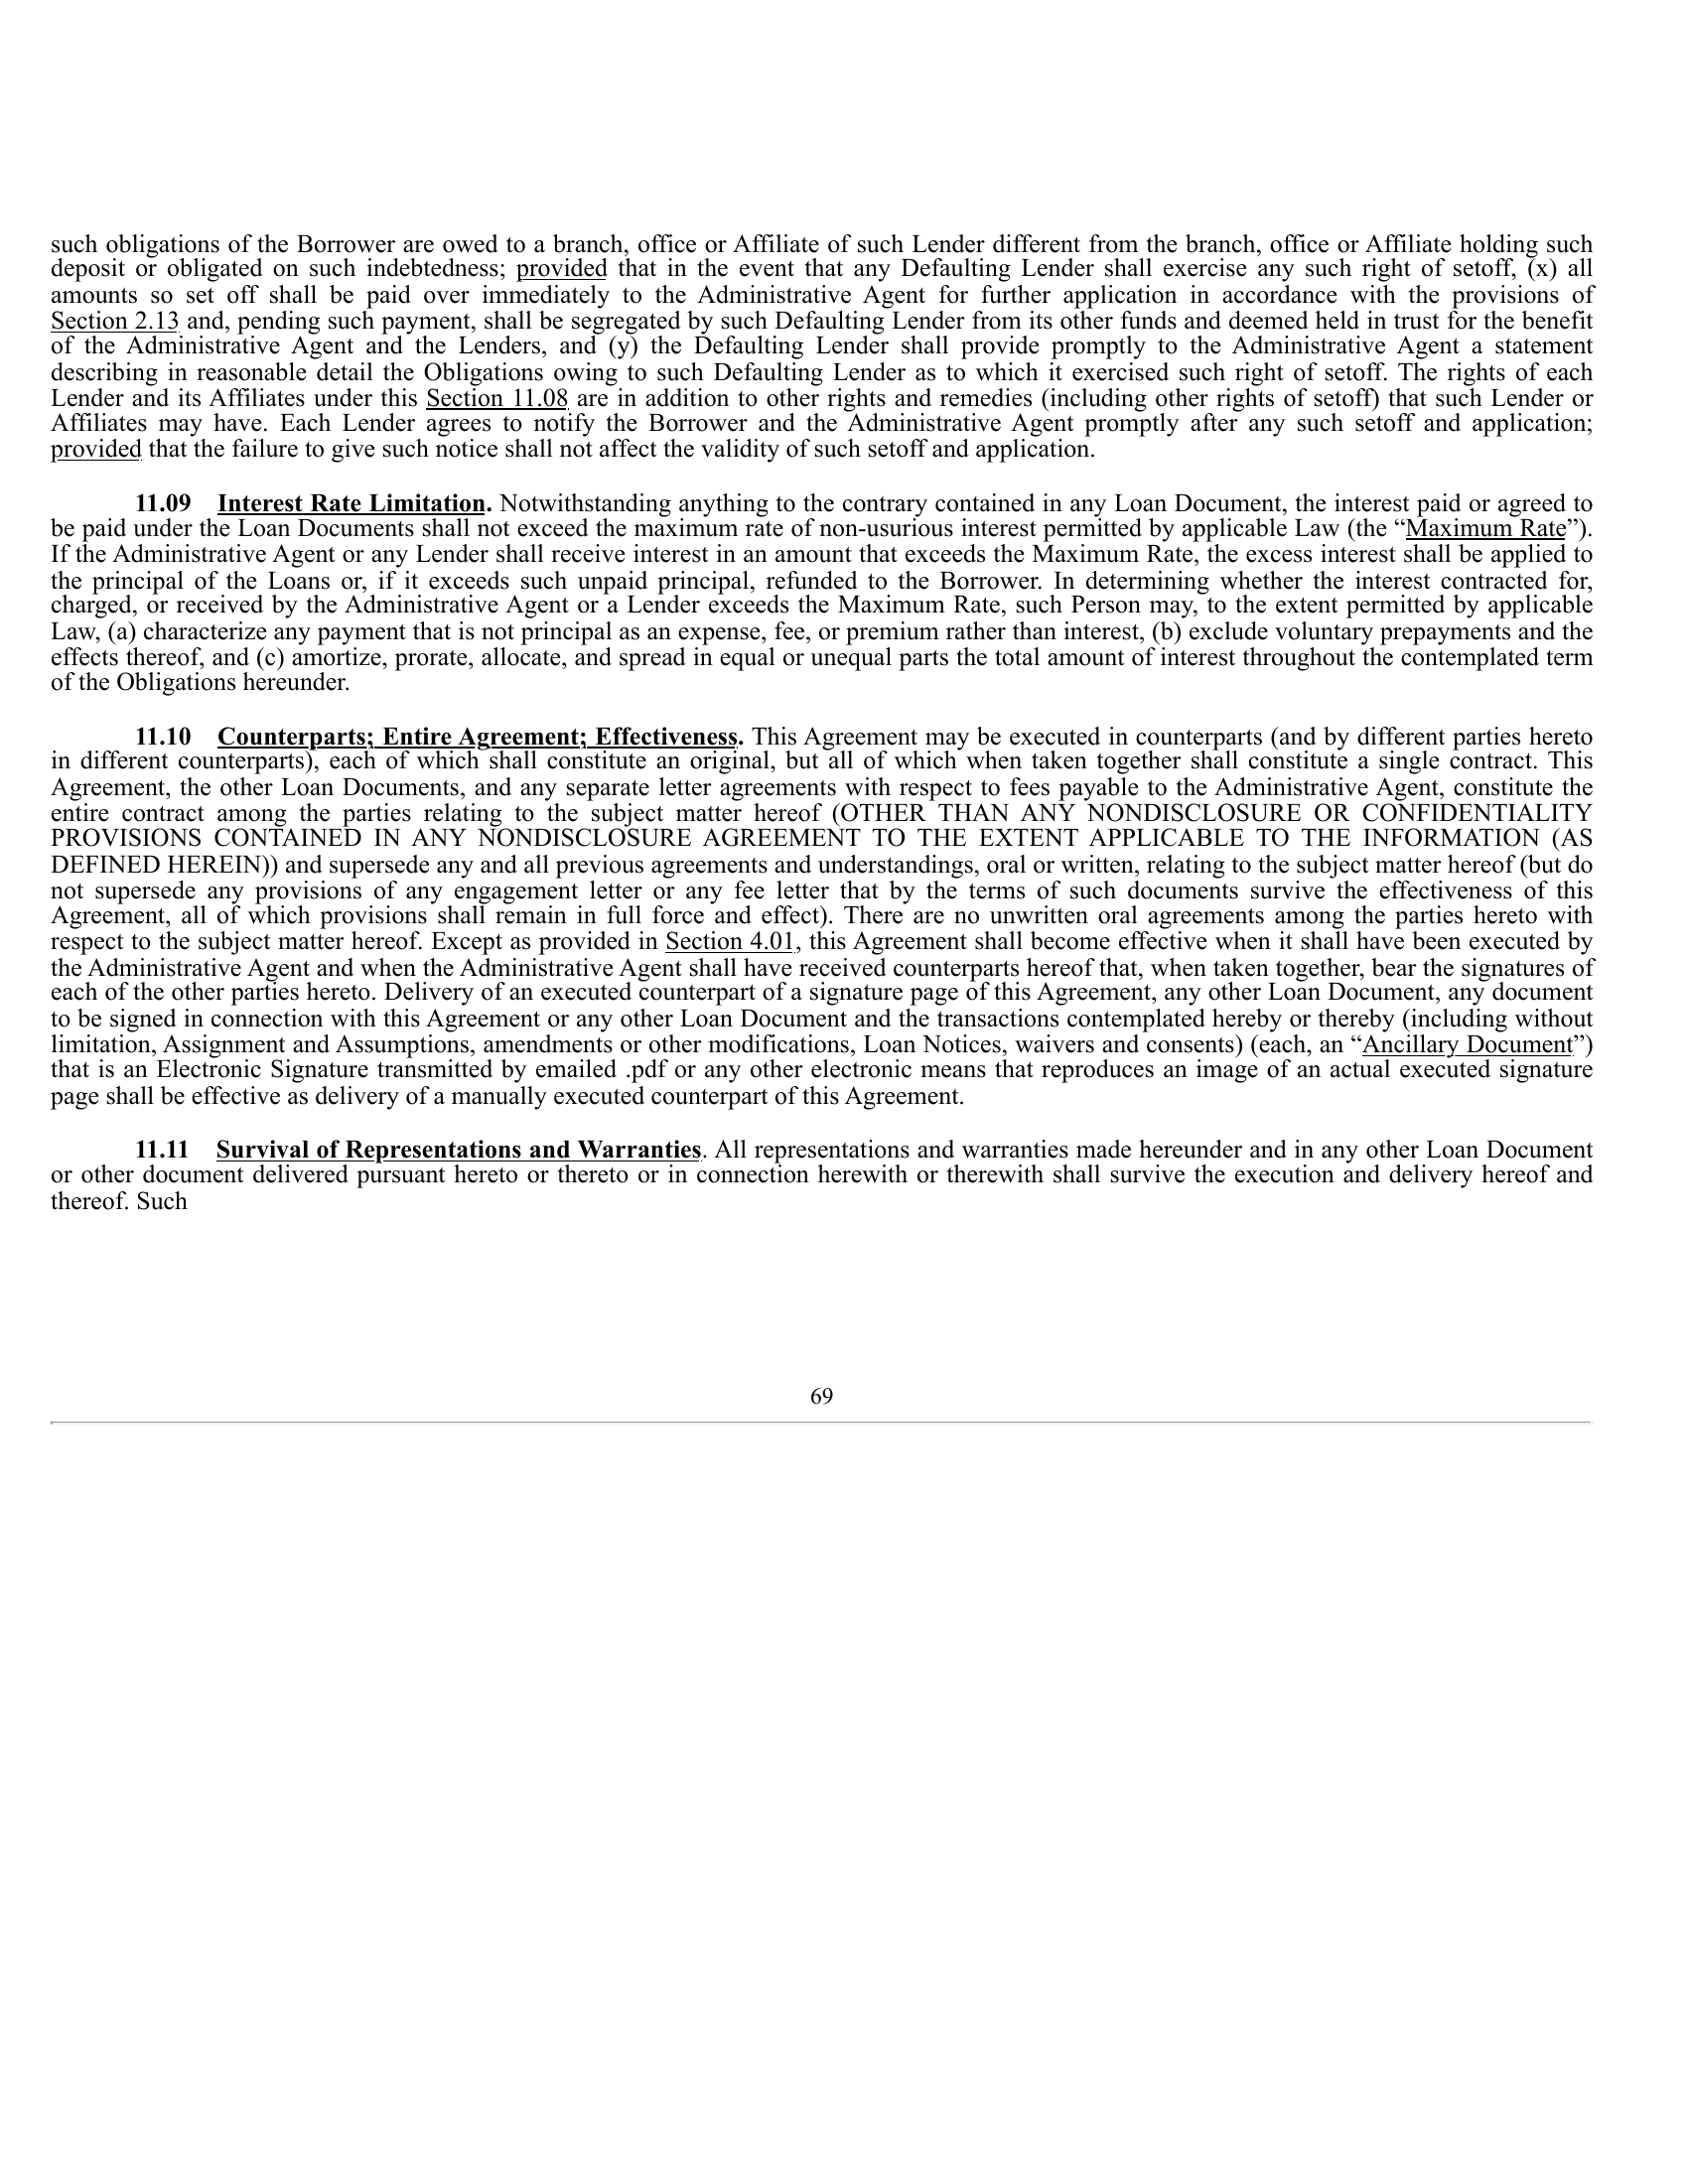 such obligations of the Borrower are owed to a branch, office or Affiliate of such Lender different from the branch, office or Affiliate holding such
deposit or obligated on such indebtedness; provided that in the event that any Defaulting Lender shall exercise any such right of setoff, (x) all
amounts so set off shall be paid over immediately to the Administrative Agent for further application in accordance with the provisions of
Section 2.13 and, pending such payment, shall be segregated by such Defaulting Lender from its other funds and deemed held in trust for the benefit
of the Administrative Agent and the Lenders, and (y) the Defaulting Lender shall provide promptly to the Administrative Agent a statement
describing in reasonable detail the Obligations owing to such Defaulting Lender as to which it exercised such right of setoff. The rights of each
Lender and its Affiliates under this Section 11.08 are in addition to other rights and remedies (including other rights of setoff) that such Lender or
Affiliates may have. Each Lender agrees to notify the Borrower and the Administrative Agent promptly after any such setoff and application;
provided that the failure to give such notice shall not affect the validity of such setoff and application.
11.09 Interest Rate Limitation. Notwithstanding anything to the contrary contained in any Loan Document, the interest paid or agreed to
be paid under the Loan Documents shall not exceed the maximum rate of non-usurious interest permitted by applicable Law (the “Maximum Rate”).
If the Administrative Agent or any Lender shall receive interest in an amount that exceeds the Maximum Rate, the excess interest shall be applied to
the principal of the Loans or, if it exceeds such unpaid principal, refunded to the Borrower. In determining whether the interest contracted for,
charged, or received by the Administrative Agent or a Lender exceeds the Maximum Rate, such Person may, to the extent permitted by applicable
Law, (a) characterize any payment that is not principal as an expense, fee, or premium rather than interest, (b) exclude voluntary prepayments and the
effects thereof, and (c) amortize, prorate, allocate, and spread in equal or unequal parts the total amount of interest throughout the contemplated term
of the Obligations hereunder.
11.10 Counterparts; Entire Agreement; Effectiveness. This Agreement may be executed in counterparts (and by different parties hereto
in different counterparts), each of which shall constitute an original, but all of which when taken together shall constitute a single contract. This
Agreement, the other Loan Documents, and any separate letter agreements with respect to fees payable to the Administrative Agent, constitute the
entire contract among the parties relating to the subject matter hereof (OTHER THAN ANY NONDISCLOSURE OR CONFIDENTIALITY
PROVISIONS CONTAINED IN ANY NONDISCLOSURE AGREEMENT TO THE EXTENT APPLICABLE TO THE INFORMATION (AS
DEFINED HEREIN)) and supersede any and all previous agreements and understandings, oral or written, relating to the subject matter hereof (but do
not supersede any provisions of any engagement letter or any fee letter that by the terms of such documents survive the effectiveness of this
Agreement, all of which provisions shall remain in full force and effect). There are no unwritten oral agreements among the parties hereto with
respect to the subject matter hereof. Except as provided in Section 4.01, this Agreement shall become effective when it shall have been executed by
the Administrative Agent and when the Administrative Agent shall have received counterparts hereof that, when taken together, bear the signatures of
each of the other parties hereto. Delivery of an executed counterpart of a signature page of this Agreement, any other Loan Document, any document
to be signed in connection with this Agreement or any other Loan Document and the transactions contemplated hereby or thereby (including without
limitation, Assignment and Assumptions, amendments or other modifications, Loan Notices, waivers and consents) (each, an “Ancillary Document”)
that is an Electronic Signature transmitted by emailed .pdf or any other electronic means that reproduces an image of an actual executed signature
page shall be effective as delivery of a manually executed counterpart of this Agreement.
11.11 Survival of Representations and Warranties. All representations and warranties made hereunder and in any other Loan Document
or other document delivered pursuant hereto or thereto or in connection herewith or therewith shall survive the execution and delivery hereof and
thereof. Such
69